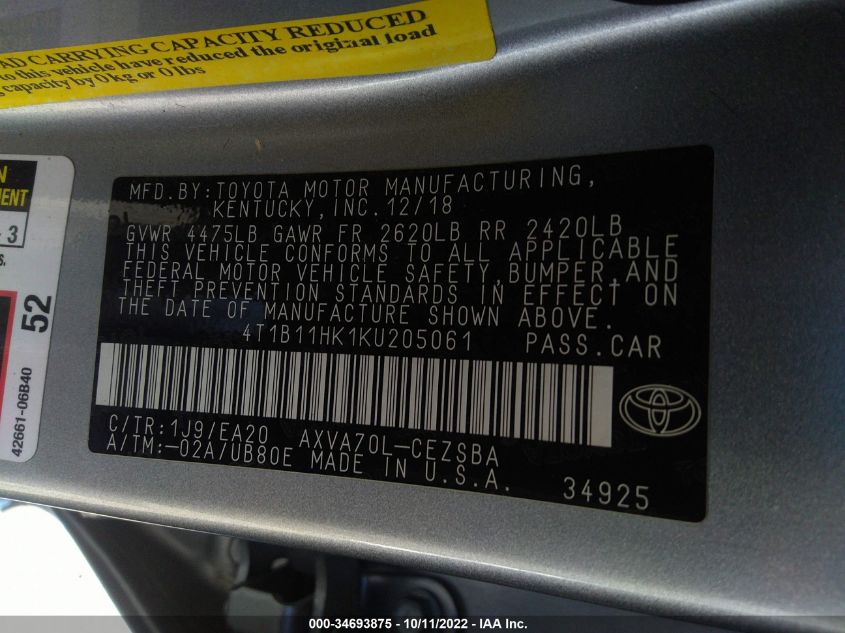 AD CARRYING CAPACITY REDUCED
to this vehicle have reduced the original load
capacity by 0 kg or 0 lbs
3
52
42661-06B40
MFD.BY:TOYOTA MOTOR MANUFACTURING,
KENTUCKY,INC.12/18
GVWR 4475LB GAWR FR 2620LB RR 2420LB
THIS VEHICLE CONFORMS TO ALL APPLICABLE
FEDERAL MOTOR VEHICLE SAFETY,BUMPER,AND
THEFT PREVENTION STANDARDS IN EFFECT ON
THE DATE OF MANUFACTURE SHOWN ABOVE.
4T1B11HK1KU205061 PASS.CAR
C/TR:1J9/EA20 AXVA70L-CEZSBA
A/TM:-02A/UB80E MADE IN U.S.A.
34925
000-34693875 - 10/11/2022 - IAA Inc.